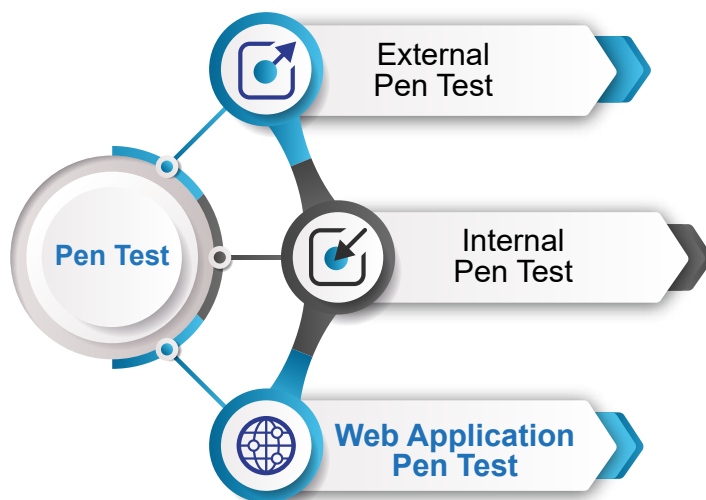 External
Pen Test
Pen Test
Internal
Pen Test
Web Application
Pen Test